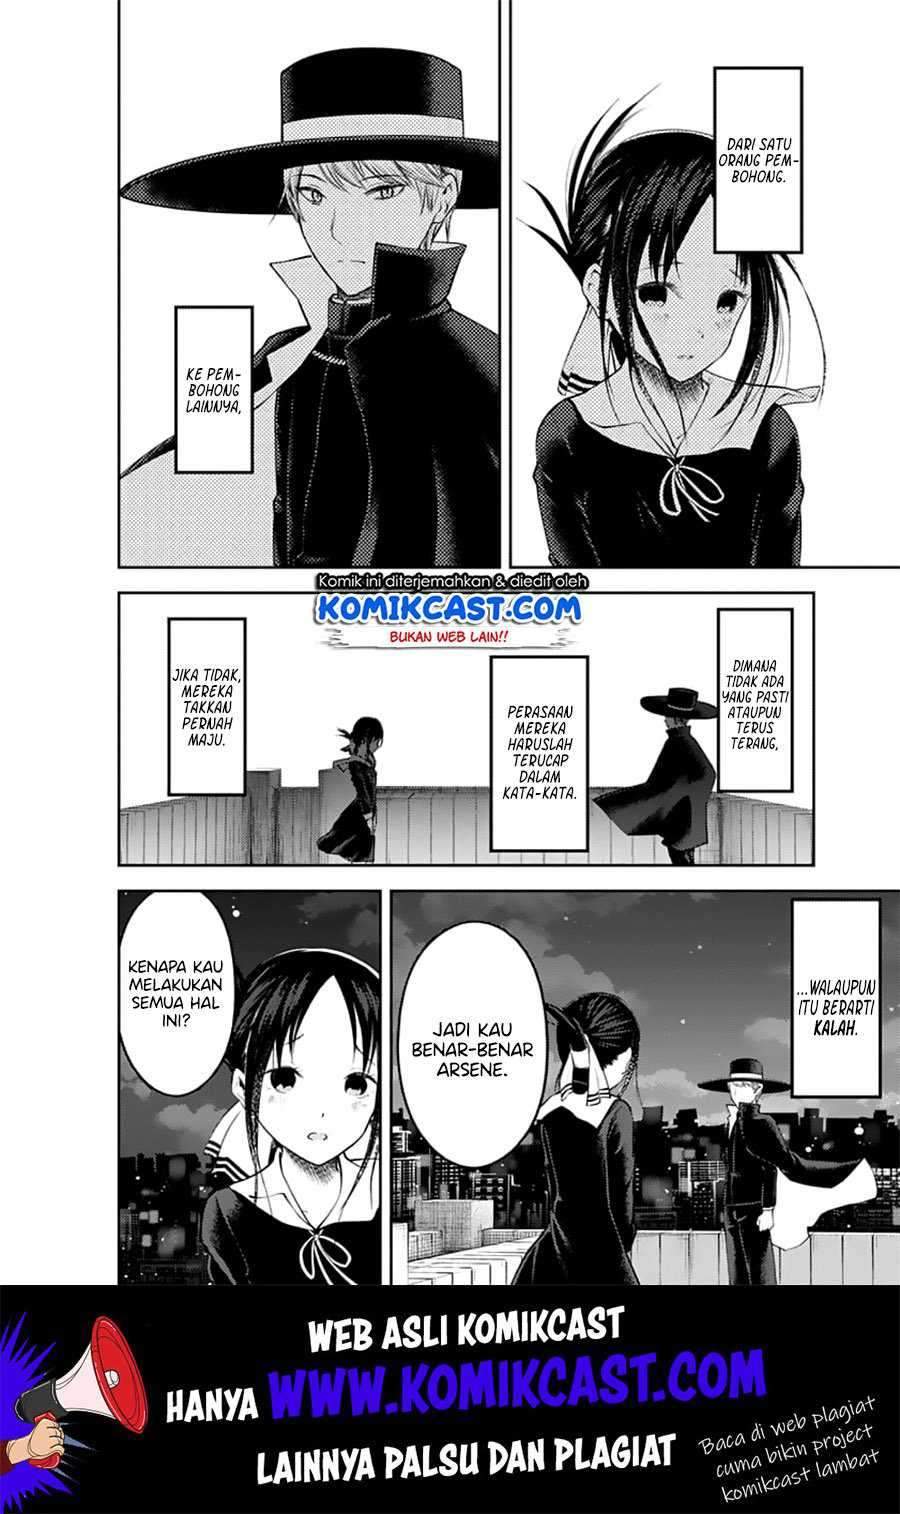 DARI SATU
ORANG PEM-
BOHONG.
KE PEM-
BOHONG
LAINNYA,
Komik ini diterjemahkan & diedit oleh
KOMIKCAST.COM
BUKAN WEB LAIN!!
DIMANA
TIDAK ADA
YANG PASTI
ATAUPUN
TERUS
TERANG,
PERASAAN
MEREKA
HARUSLAH
TERUCAP
DALAM
KATA-KATA.
JIKA TIDAK,
MEREKA
TAKKAN
PERNAH
MAJU.
...WALAUPUN
ITU BERARTI
KALAH.
JADI KAU
BENAR-BENAR
ARSENE.
KENAPA KAU
MELAKUKAN
SEMUA HAL
INI?
WEB ASLI KOMIKCAST
HANYA WWW.KOMIKCAST.COM
LAINNYA PALSU DAN PLAGIAT
Baca di web plagiat
cuma bikin project
komikcast lambat